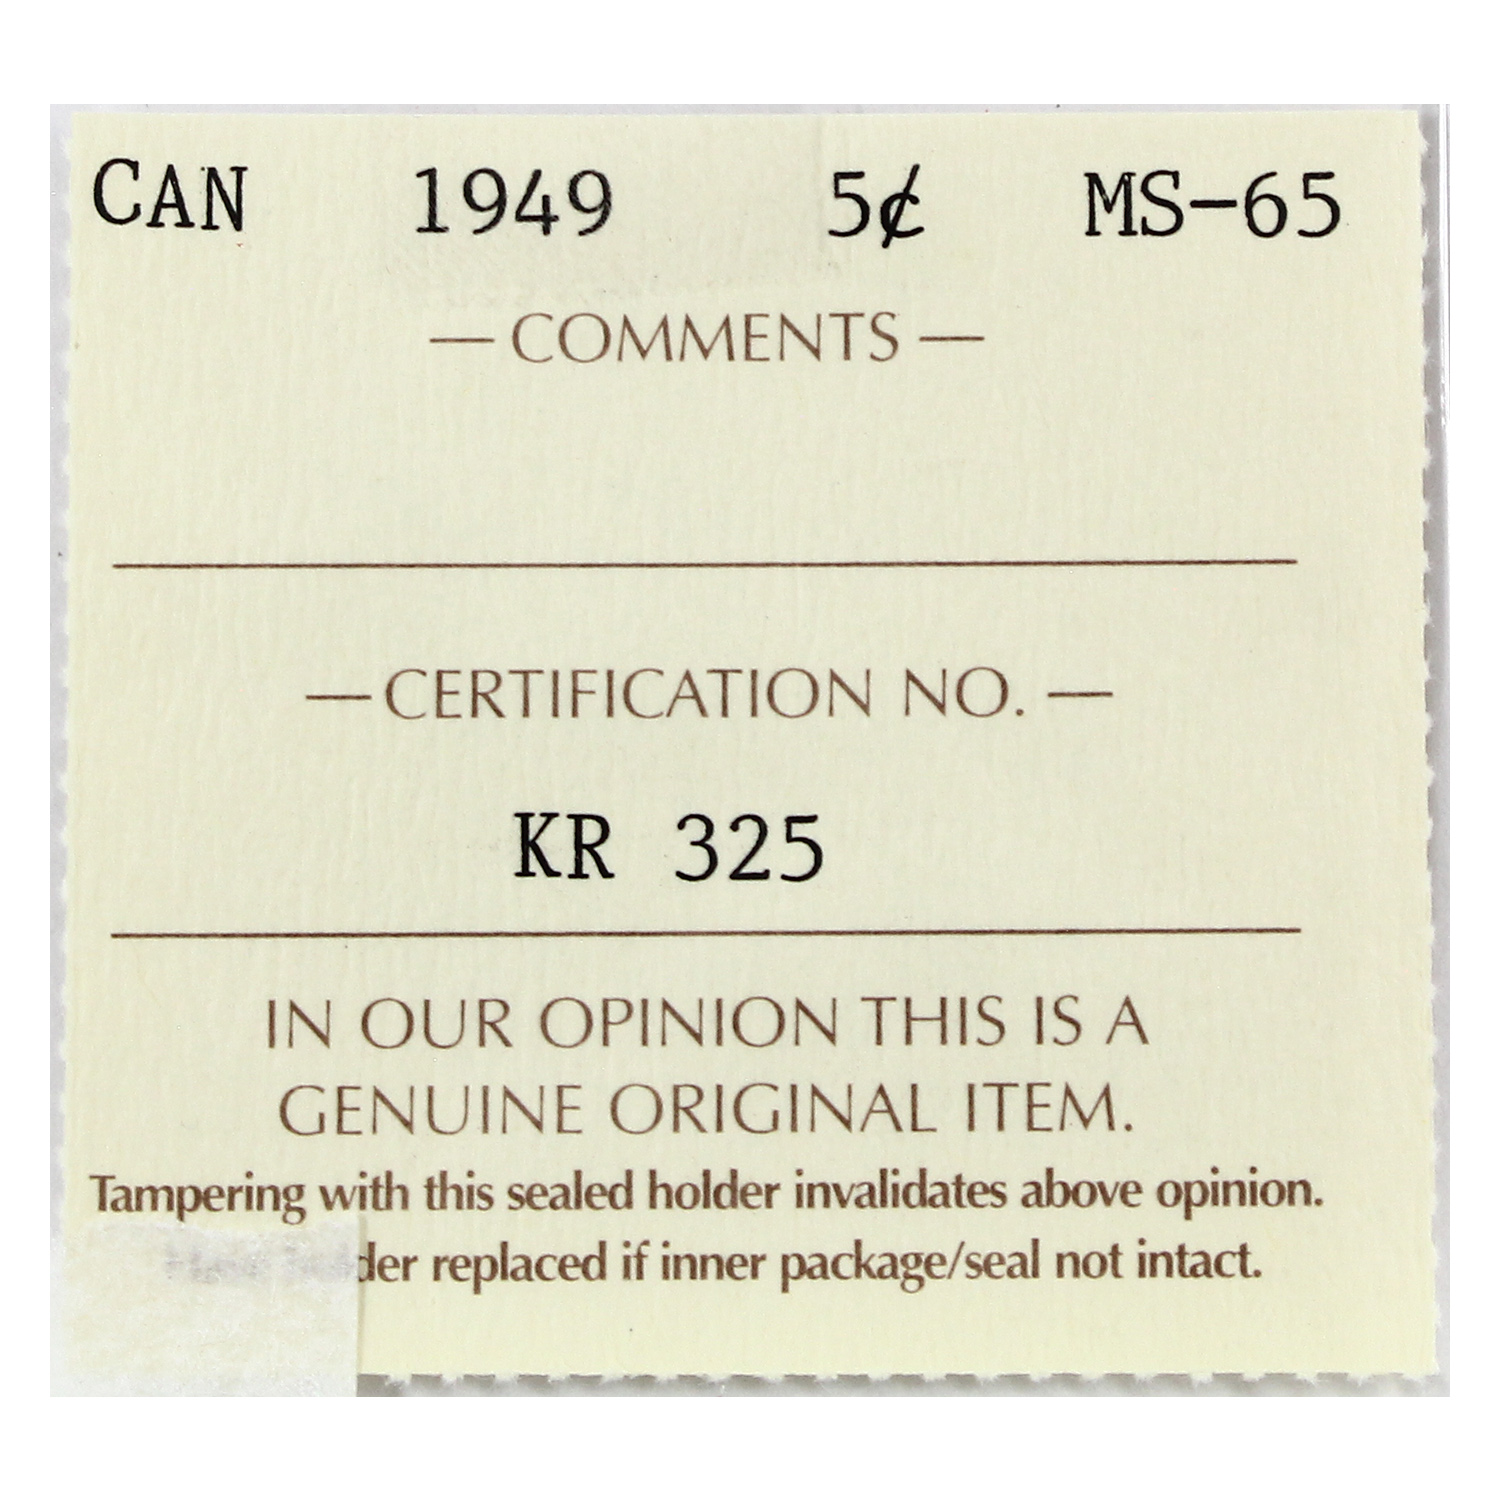 CAN 1949 5¢ MS-65
— COMMENTS —
— CERTIFICATION NO. —
KR 325
IN OUR OPINION THIS IS A
GENUINE ORIGINAL ITEM.
Tampering with this sealed holder invalidates above opinion.
replaced if inner package/seal not intact.